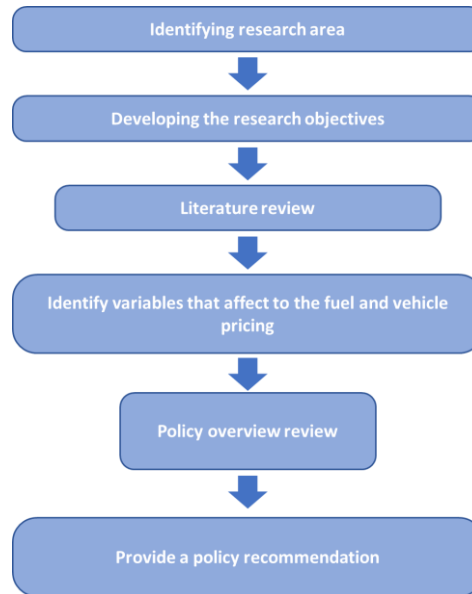 Identifying research area
Developing the research objectives
Literature review
Identify variables that affect to the fuel and vehicle
pricing
Policy overview review
Provide a policy recommendation